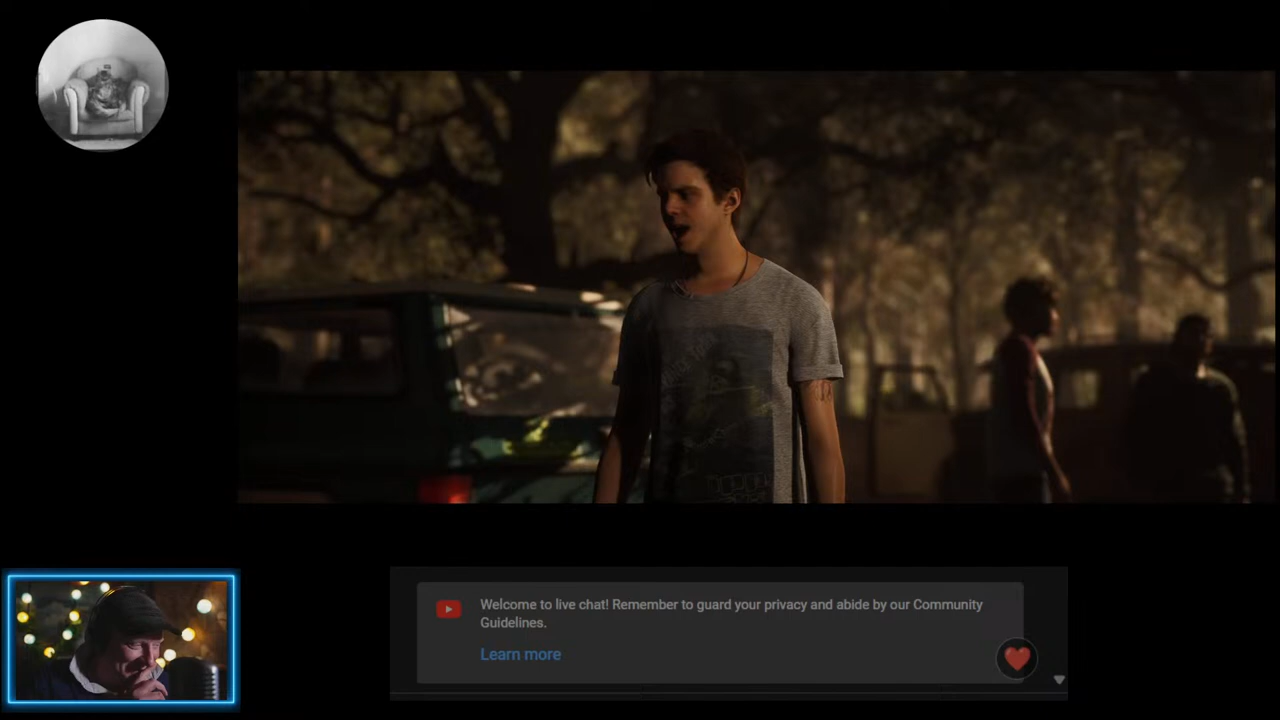 Welcome to live chat! Remember to guard your privacy and abide by our Community
Guidelines.
Learn more